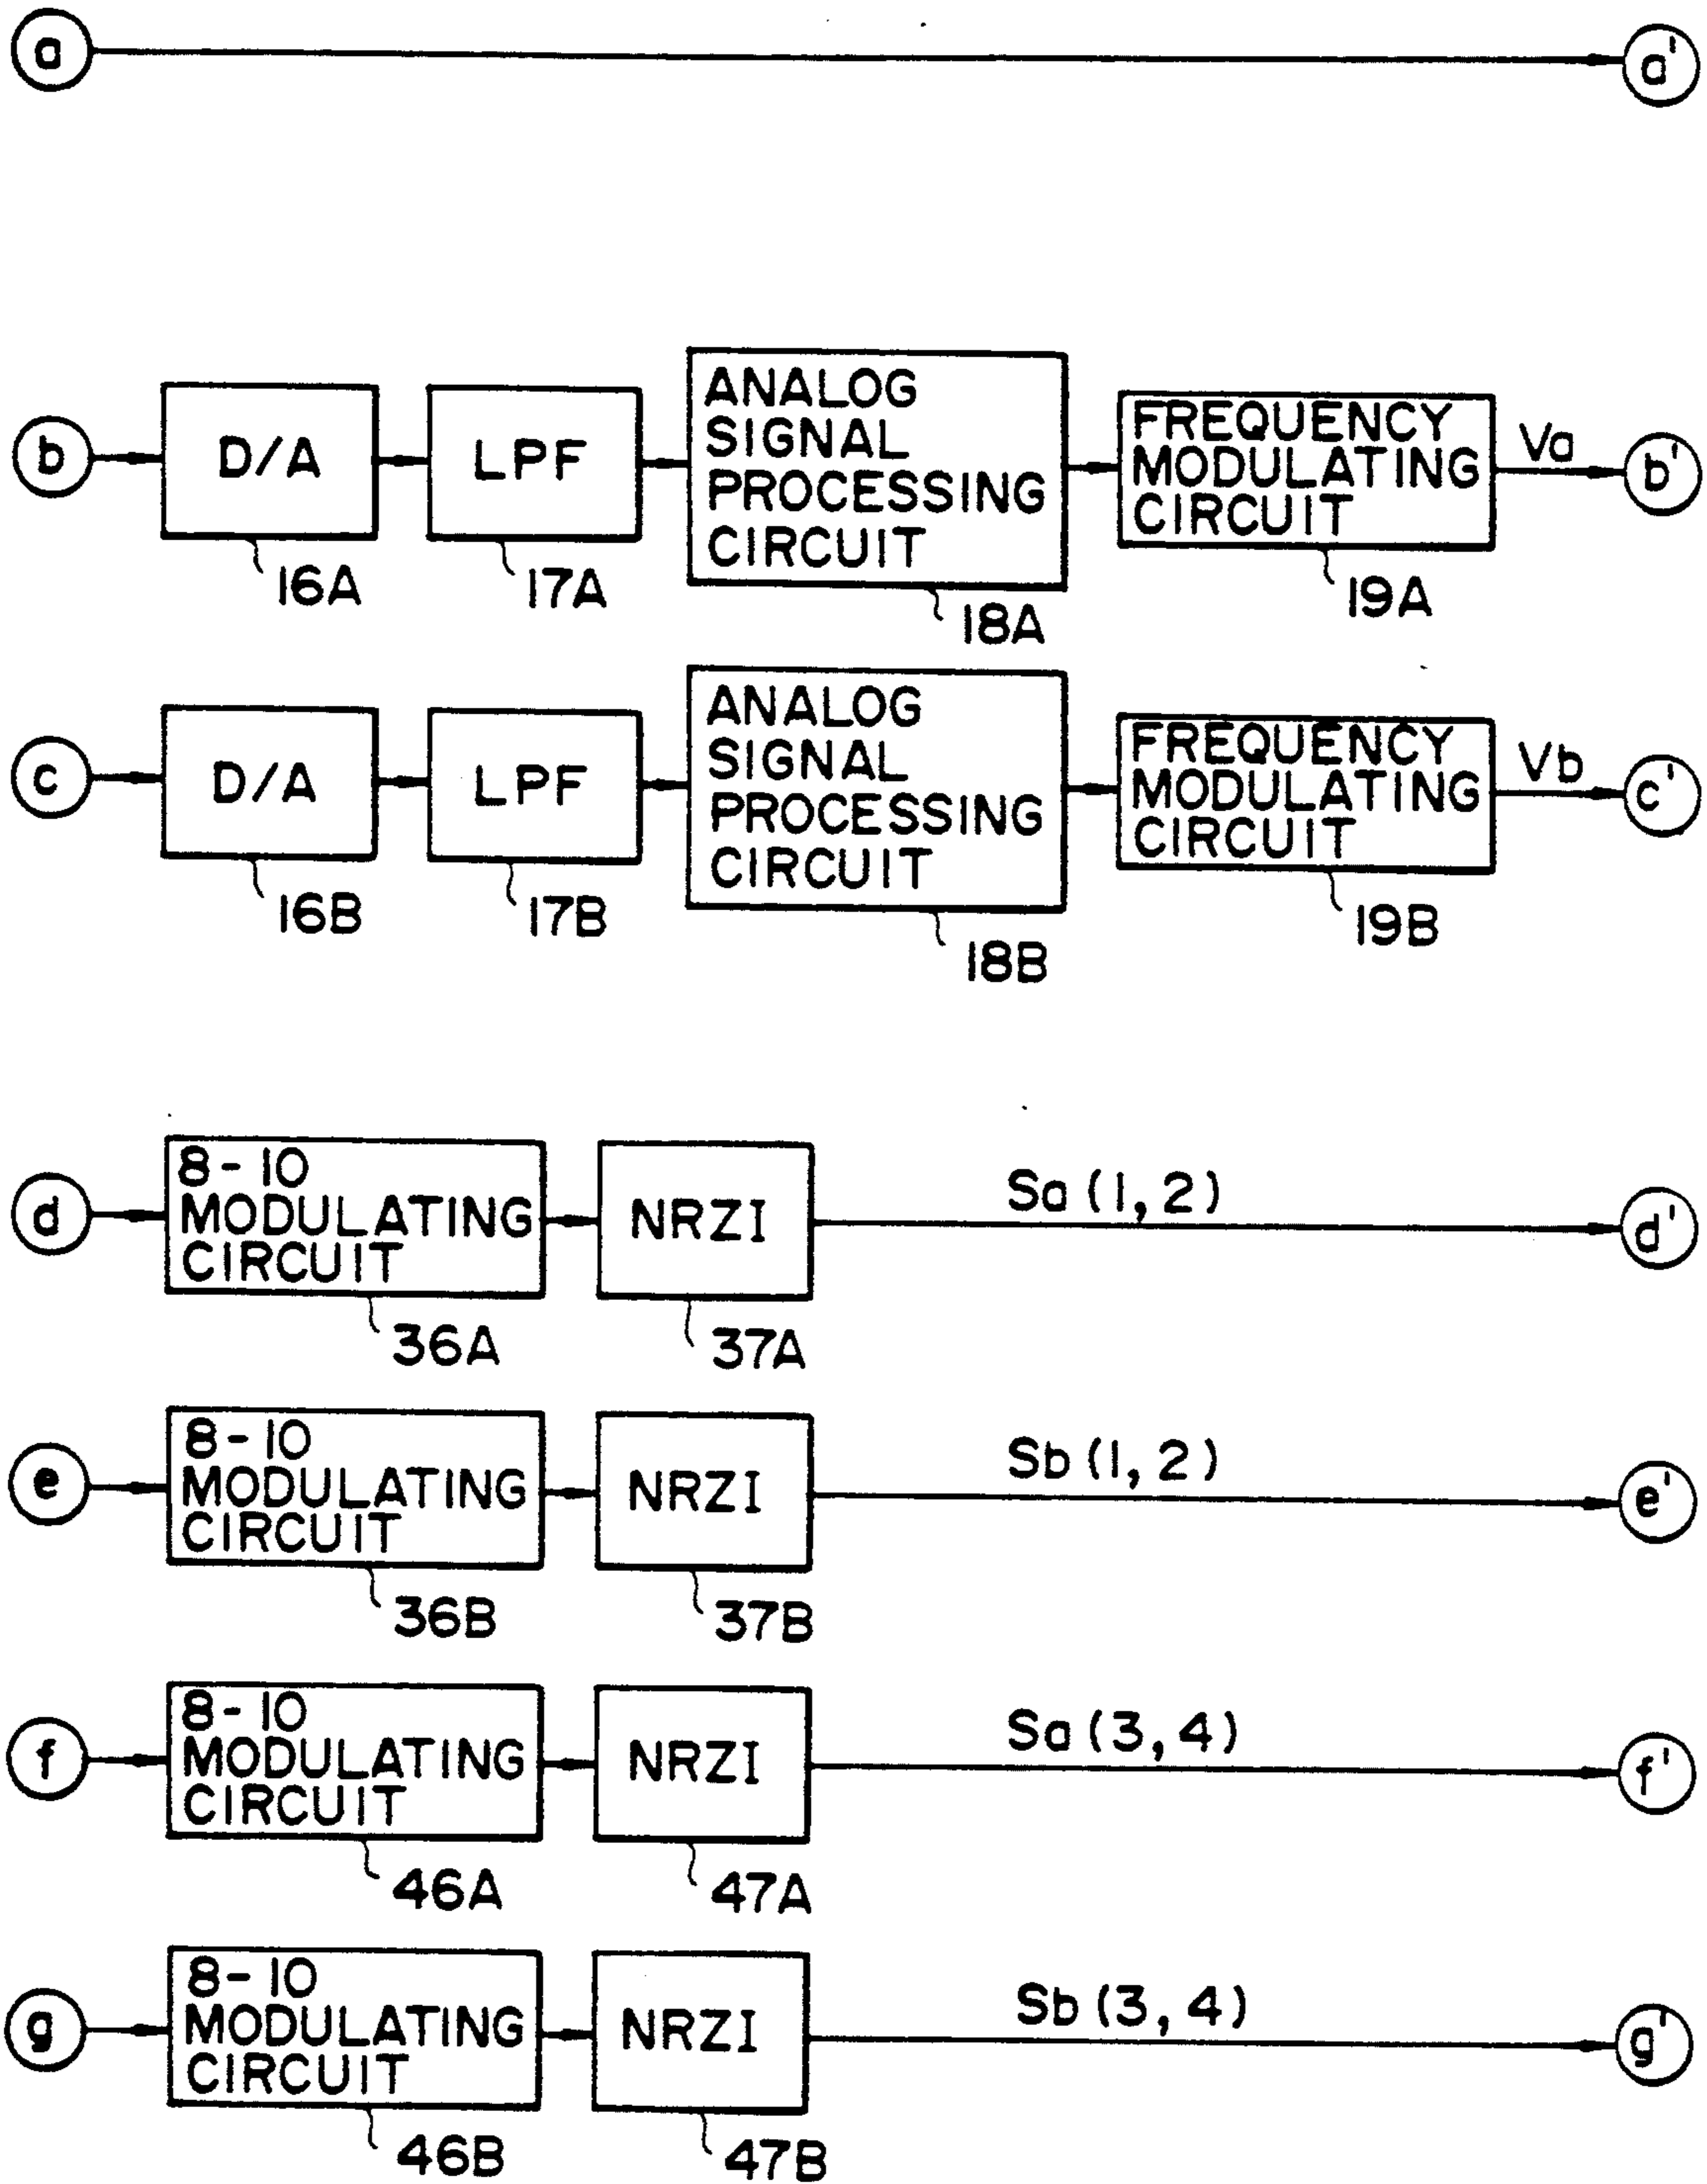 a
a'
b
D/A
LPF
ANALOG
SIGNAL
PROCESSING
CIRCUIT
FREQUENCY
MODULATING
CIRCUIT
Va
b'
16A
17A
18A
19A
c
D/A
LPF
ANALOG
SIGNAL
PROCESSING
CIRCUIT
FREQUENCY
MODULATING
CIRCUIT
Vb
c'
16B
17B
18B
19B
d
8-10
MODULATING
CIRCUIT
NRZI
Sa (1, 2)
d'
36A
37A
e
8-10
MODULATING
CIRCUIT
NRZI
Sb (1, 2)
e'
36B
37B
f
8-10
MODULATING
CIRCUIT
NRZI
Sa (3, 4)
f'
46A
47A
g
8-10
MODULATING
CIRCUIT
NRZI
Sb (3, 4)
g'
46B
47B